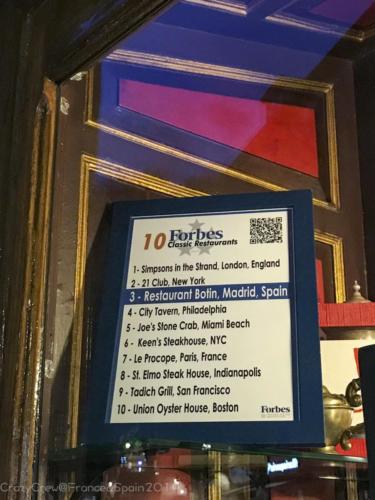 10 Forbes
Classic Restaurants
1- Simpsons in the Strand, London, England
2 - 21 Club, New York
3 - Restaurant Botin, Madrid, Spain
4 - City Tavern, Philadelphia
5 - Joe's Stone Crab, Miami Beach
6 - Keen's Steakhouse, NYC
7 - Le Procope, Paris, France
8 - St. Elmo Steak House, Indianapolis
9 - Tadich Grill, San Francisco
10 - Union Oyster House, Boston
Forbes